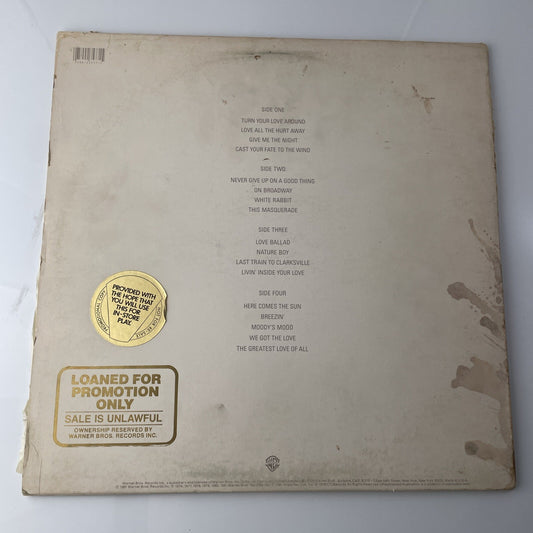 SIDE ONE
TURN YOUR LOVE AROUND
LOVE ALL THE HURT AWAY
GIVE ME THE NIGHT
CAST YOUR FATE TO THE WIND
SIDE TWO
NEVER GIVE UP ON A GOOD THING
ON BROADWAY
WHITE RABBIT
THIS MASQUERADE
SIDE THREE
LOVE BALLAD
NATURE BOY
LAST TRAIN TO CLARKSVILLE
LIVIN' INSIDE YOUR LOVE
SIDE FOUR
HERE COMES THE SUN
BREEZIN'
MOODY'S MOOD
WE GOT THE LOVE
THE GREATEST LOVE OF ALL
PROVIDED WITH
THE HOPE THAT
YOU WILL USE
THIS FOR
IN-STORE
PLAY.
LOANED FOR
PROMOTION
ONLY
SALE IS UNLAWFUL
OWNERSHIP RESERVED BY
WARNER BROS. RECORDS INC.